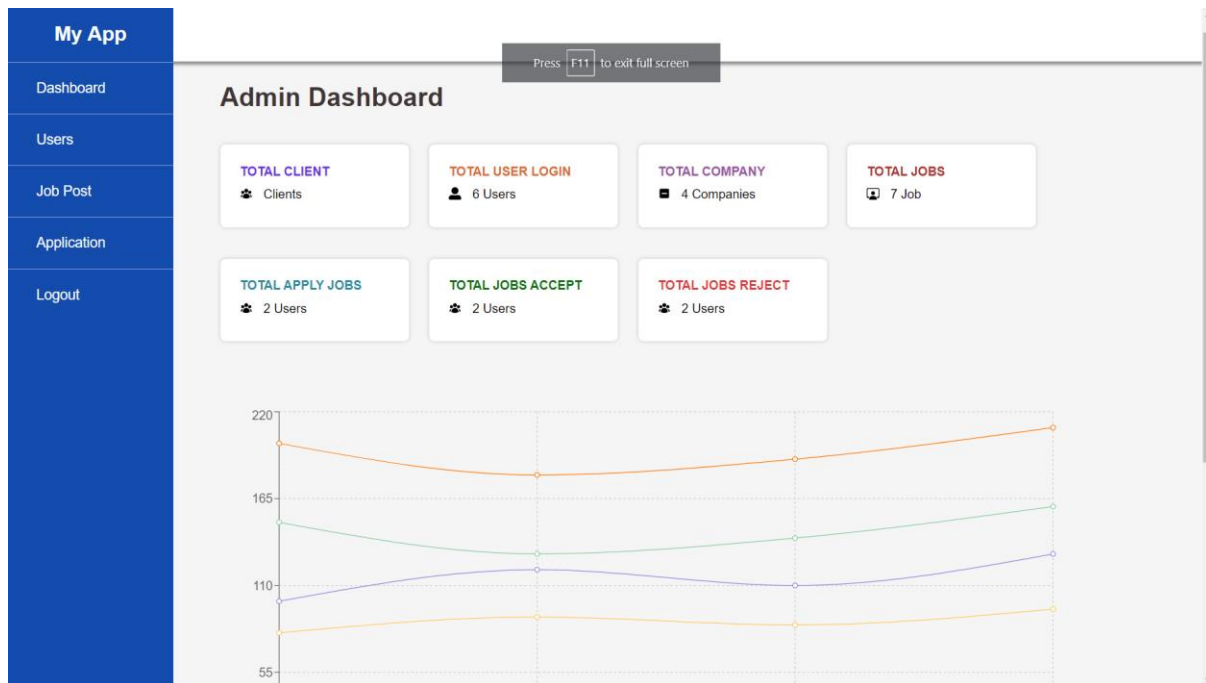 My App
Press F11 to exit full screen
Dashboard
Users
Job Post
Application
Logout
Admin Dashboard
TOTAL CLIENT
Clients
TOTAL USER LOGIN
6 Users
TOTAL COMPANY
4 Companies
TOTAL JOBS
7 Job
TOTAL APPLY JOBS
2 Users
TOTAL JOBS ACCEPT
2 Users
TOTAL JOBS REJECT
2 Users
220
165
110
55